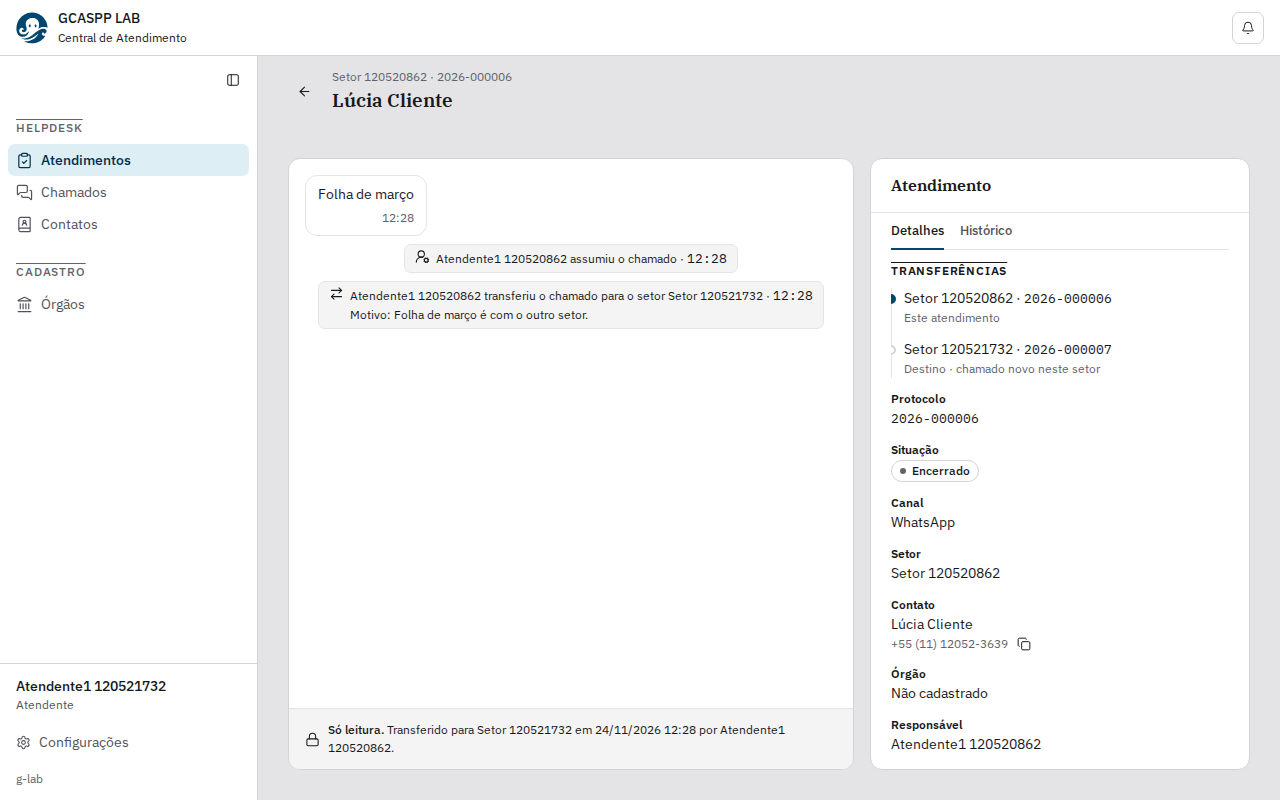 GCASPP LAB
Central de Atendimento
HELPDESK
Atendimentos
Chamados
Contatos
CADASTRO
Órgãos
Atendente1 120521732
Atendente
Configurações
g-lab
Setor 120520862 · 2026-000006
Lúcia Cliente
Folha de março
12:28
Atendente1 120520862 assumiu o chamado · 12:28
Atendente1 120520862 transferiu o chamado para o setor Setor 120521732 · 12:28
Motivo: Folha de março é com o outro setor.
Só leitura. Transferido para Setor 120521732 em 24/11/2026 12:28 por Atendente1
120520862.
Atendimento
Detalhes Histórico
TRANSFERÊNCIAS
Setor 120520862 · 2026-000006
Este atendimento
Setor 120521732 · 2026-000007
Destino · chamado novo neste setor
Protocolo
2026-000006
Situação
Encerrado
Canal
WhatsApp
Setor
Setor 120520862
Contato
Lúcia Cliente
+55 (11) 12052-3639
Órgão
Não cadastrado
Responsável
Atendente1 120520862